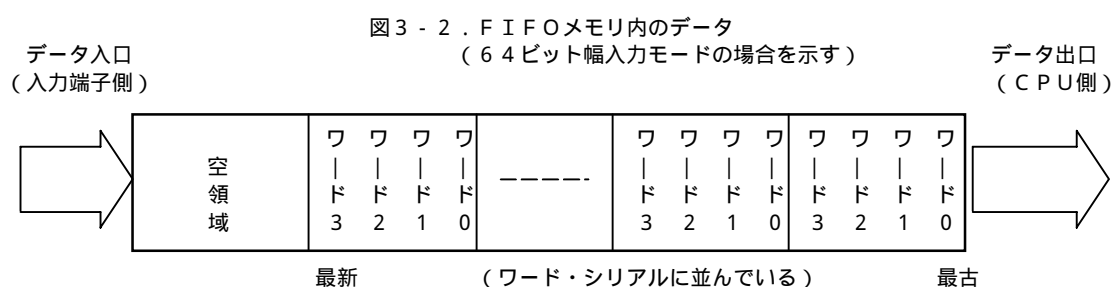 図3-2.FIFOメモリ内のデータ
(64ビット幅入力モードの場合を示す)
データ入口
(入力端子側)
データ出口
(CPU側)
空領域
ワード3 ワード2 ワード1 ワード0
ワード3 ワード2 ワード1 ワード0
ワード3 ワード2 ワード1 ワード0
最新
(ワード・シリアルに並んでいる)
最古